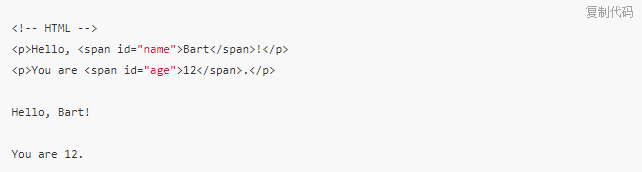 复制代码
<!-- HTML -->
<p>Hello, <span id="name">Bart</span>!</p>
<p>You are <span id="age">12</span>.</p>
Hello, Bart!
You are 12.